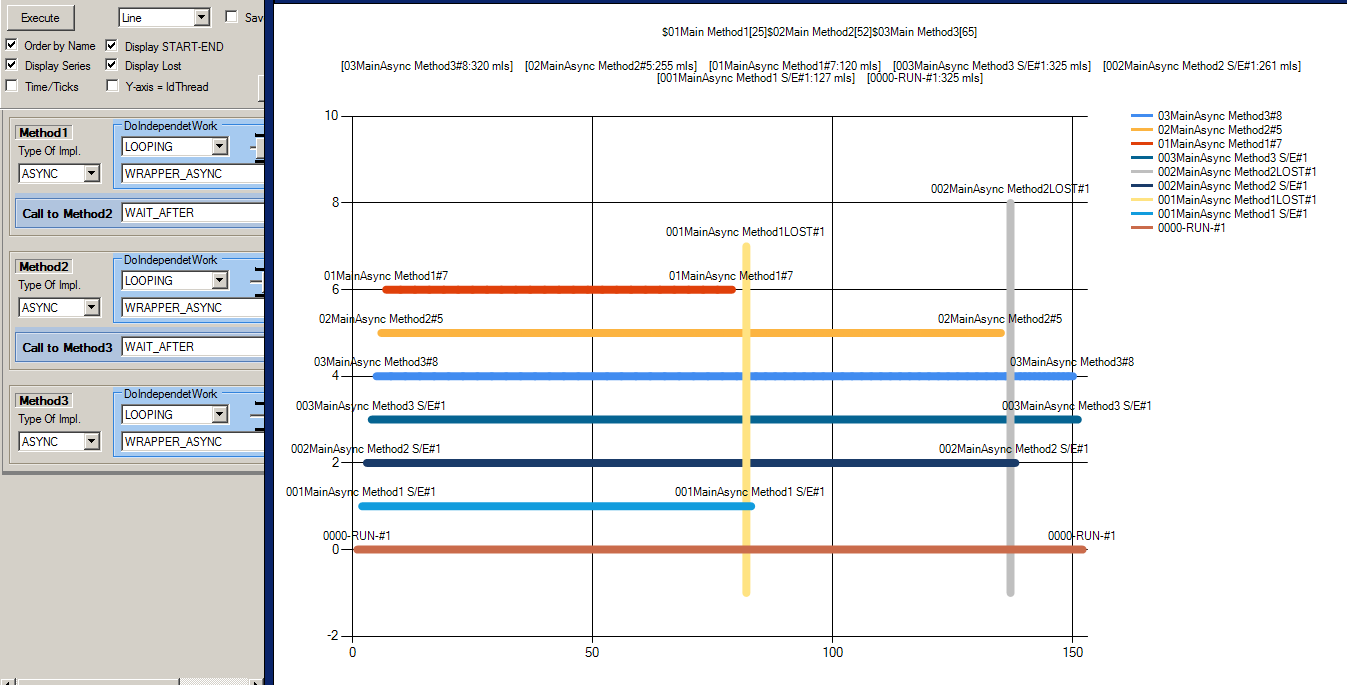 Execute
Line
Sav
Order by Name
Display START-END
Display Series
Display Lost
Time/Ticks
Y-axis = IdThread
Method1
Type Of Impl.
ASYNC
DoIndependetWork
LOOPING
WRAPPER_ASYNC
Call to Method2
WAIT_AFTER
Method2
Type Of Impl.
ASYNC
DoIndependetWork
LOOPING
WRAPPER_ASYNC
Call to Method3
WAIT_AFTER
Method3
Type Of Impl.
ASYNC
DoIndependetWork
LOOPING
WRAPPER_ASYNC
$01Main Method1[25]$02Main Method2[52]$03Main Method3[65]
[03MainAsync Method3#8:320 mls] [02MainAsync Method2#5:255 mls] [01MainAsync Method1#7:120 mls] [003MainAsync Method3 S/E#1:325 mls] [002MainAsync Method2 S/E#1:261 mls]
[001MainAsync Method1 S/E#1:127 mls] [0000-RUN-#1:325 mls]
10
8
6
4
2
0
-2
0
50
100
150
002MainAsync Method2LOST#1
001MainAsync Method1LOST#1
01MainAsync Method1#7
01MainAsync Method1#7
02MainAsync Method2#5
02MainAsync Method2#5
03MainAsync Method3#8
03MainAsync Method3#8
003MainAsync Method3 S/E#1
003MainAsync Method3 S/E#1
002MainAsync Method2 S/E#1
002MainAsync Method2 S/E#1
001MainAsync Method1 S/E#1
001MainAsync Method1 S/E#1
0000-RUN-#1
0000-RUN-#1
03MainAsync Method3#8
02MainAsync Method2#5
01MainAsync Method1#7
003MainAsync Method3 S/E#1
002MainAsync Method2LOST#1
002MainAsync Method2 S/E#1
001MainAsync Method1LOST#1
001MainAsync Method1 S/E#1
0000-RUN-#1